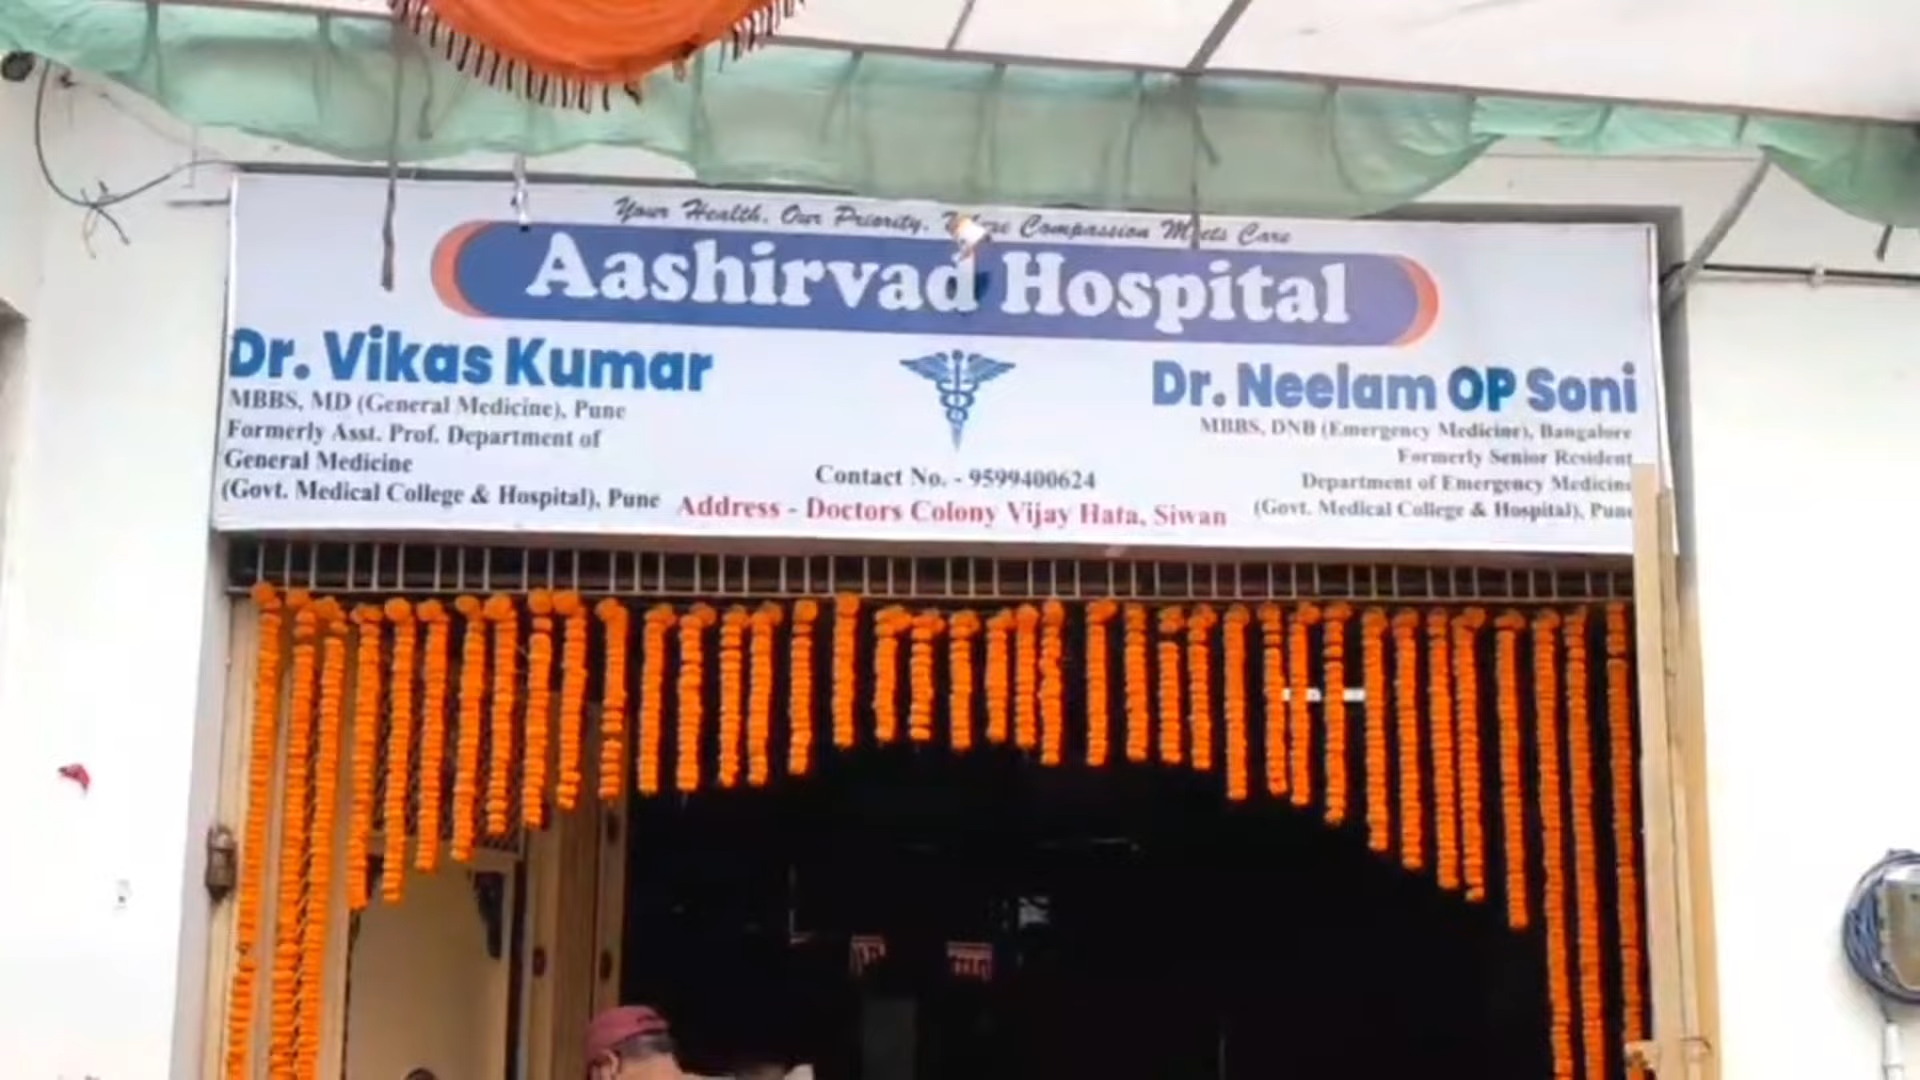 Your Health, Our Priority, Where Compassion Meets Care
Aashirvad Hospital
Dr. Vikas Kumar
MBBS, MD (General Medicine), Pune
Formerly Asst. Prof. Department of
General Medicine
(Govt. Medical College & Hospital), Pune
Contact No. - 9599400624
Address - Doctors Colony Vijay Hata, Siwan
Dr. Neelam OP Soni
MBBS, DNB (Emergency Medicine), Bangalore
Formerly Senior Resident
Department of Emergency Medicine
(Govt. Medical College & Hospital), Pune